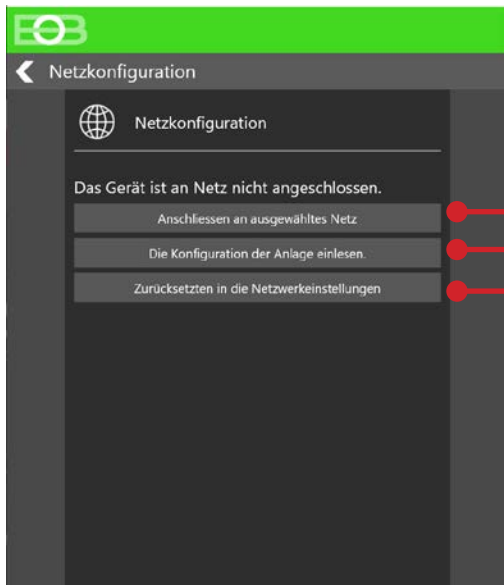 EOB
Netzkonfiguration
Netzkonfiguration
Das Gerät ist an Netz nicht angeschlossen.
Anschliessen an ausgewähltes Netz
Die Konfiguration der Anlage einlesen.
Zurücksetzten in die Netzwerkeinstellungen